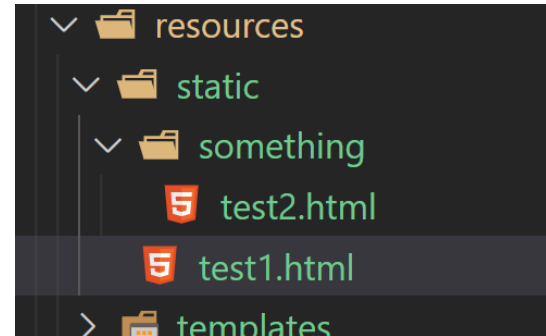 resources
static
something
test2.html
test1.html
templates